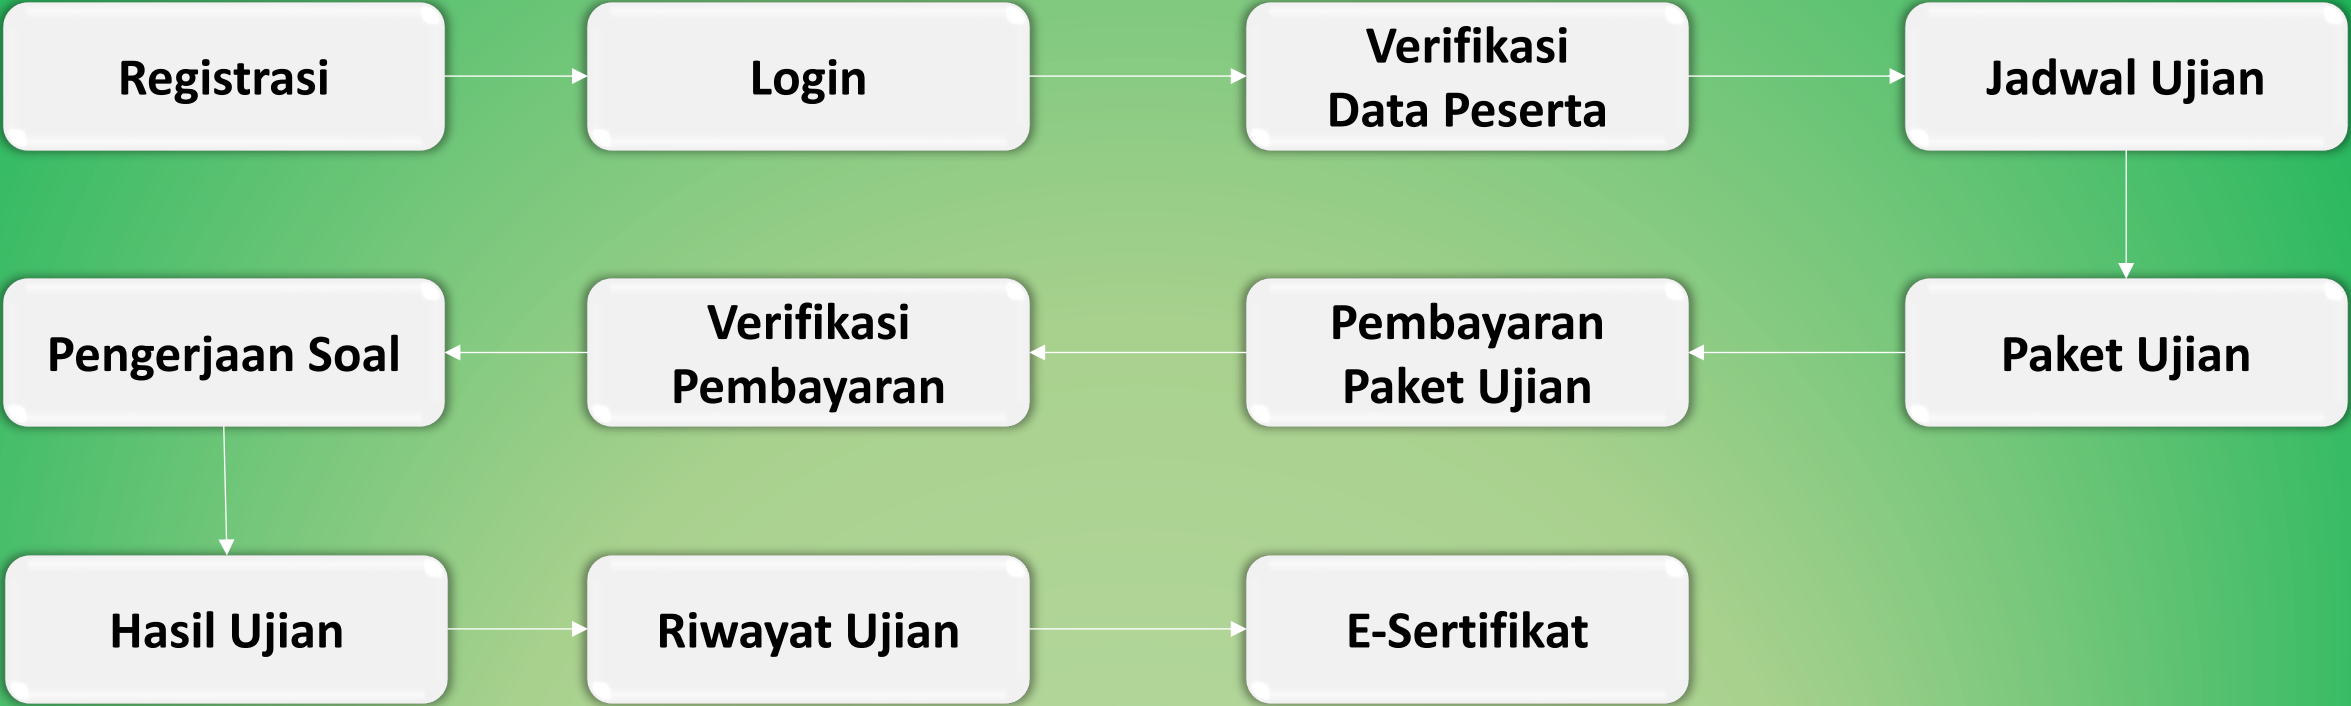 Registrasi
Login
Verifikasi
Data Peserta
Jadwal Ujian
Paket Ujian
Pembayaran
Paket Ujian
Verifikasi
Pembayaran
Pengerjaan Soal
Hasil Ujian
Riwayat Ujian
E-Sertifikat